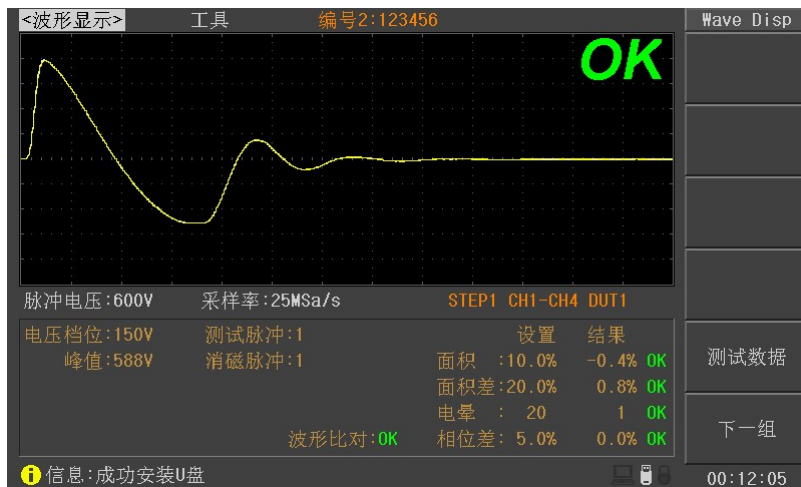 <波形显示> 工具 编号2:123456 Wave Disp
OK
脉冲电压:600V 采样率:25MSa/s STEP1 CH1-CH4 DUT1
电压档位:150V 测试脉冲:1 设置 结果
峰值:588V 消磁脉冲:1 面积 :10.0% -0.4% OK
面积差:20.0% 0.8% OK
电晕 : 20 1 OK
波形比对:OK 相位差: 5.0% 0.0% OK
测试数据
下一组
信息:成功安装U盘 00:12:05